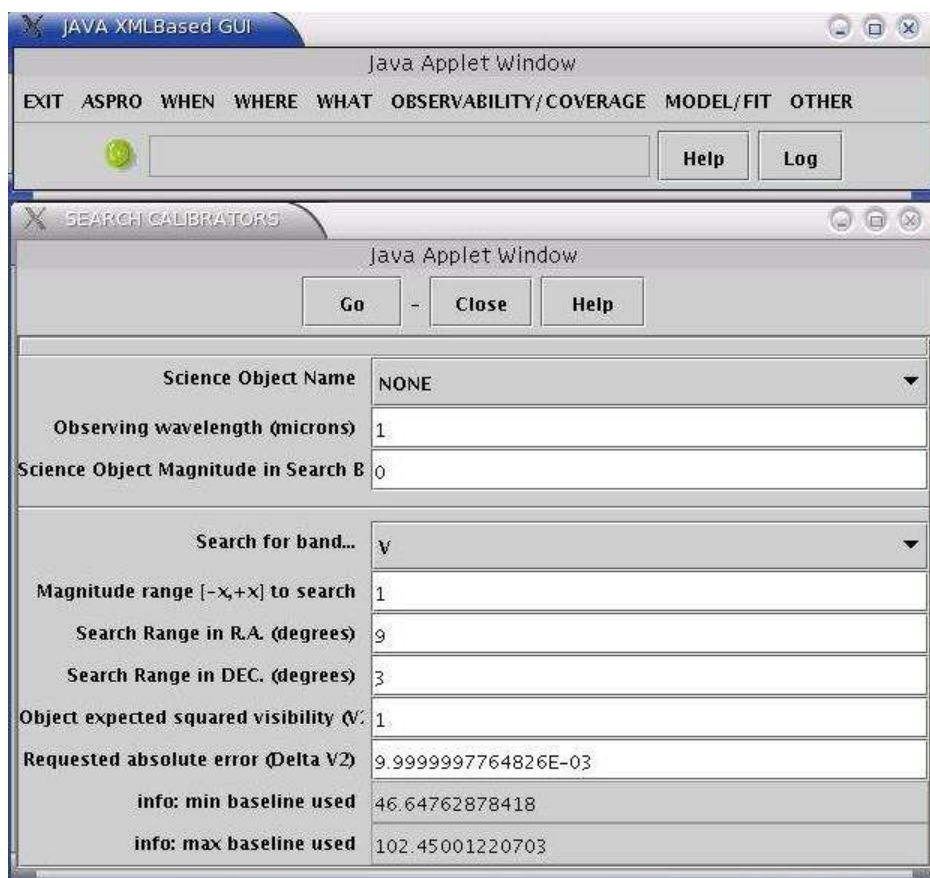 JAVA XMLBased GUI
Java Applet Window
EXIT ASPRO WHEN WHERE WHAT OBSERVABILITY/COVERAGE MODEL/FIT OTHER
Help Log
SEARCH CALIBRATORS
Java Applet Window
Go - Close Help
Science Object Name NONE
Observing wavelength (microns) 1
Science Object Magnitude in Search B 0
Search for band... V
Magnitude range [-x,+x] to search 1
Search Range in R.A. (degrees) 9
Search Range in DEC. (degrees) 3
Object expected squared visibility (V2 1
Requested absolute error (Delta V2) 9.9999997764826E-03
info: min baseline used 46.64762878418
info: max baseline used 102.45001220703